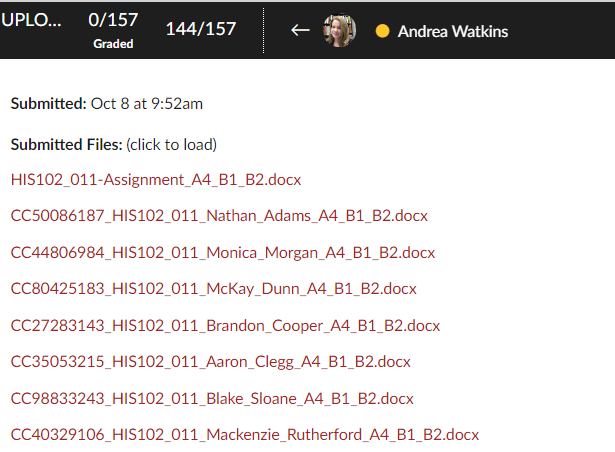 UPLO... 0/157 144/157 Andrea Watkins
Graded
Submitted: Oct 8 at 9:52am
Submitted Files: (click to load)
HIS102_011-Assignment_A4_B1_B2.docx
CC50086187_HIS102_011_Nathan_Adams_A4_B1_B2.docx
CC44806984_HIS102_011_Monica_Morgan_A4_B1_B2.docx
CC80425183_HIS102_011_McKay_Dunn_A4_B1_B2.docx
CC27283143_HIS102_011_Brandon_Cooper_A4_B1_B2.docx
CC35053215_HIS102_011_Aaron_Clegg_A4_B1_B2.docx
CC98833243_HIS102_011_Blake_Sloane_A4_B1_B2.docx
CC40329106_HIS102_011_Mackenzie_Rutherford_A4_B1_B2.docx